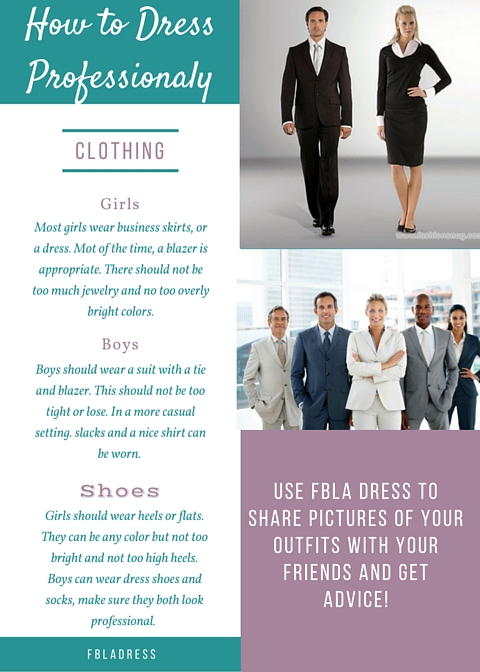 How to Dress
Professionaly
CLOTHING
Girls
Most girls wear business skirts, or
a dress. Mot of the time, a blazer is
appropriate. There should not be
too much jewelry and no too overly
bright colors.
Boys
Boys should wear a suit with a tie
and blazer. This should not be too
tight or lose. In a more casual
setting. slacks and a nice shirt can
be worn.
Shoes
Girls should wear heels or flats.
They can be any color but not too
bright and not too high heels.
Boys can wear dress shoes and
socks, make sure they both look
professional.
FBLADRESS
USE FBLA DRESS TO
SHARE PICTURES OF YOUR
OUTFITS WITH YOUR
FRIENDS AND GET
ADVICE!